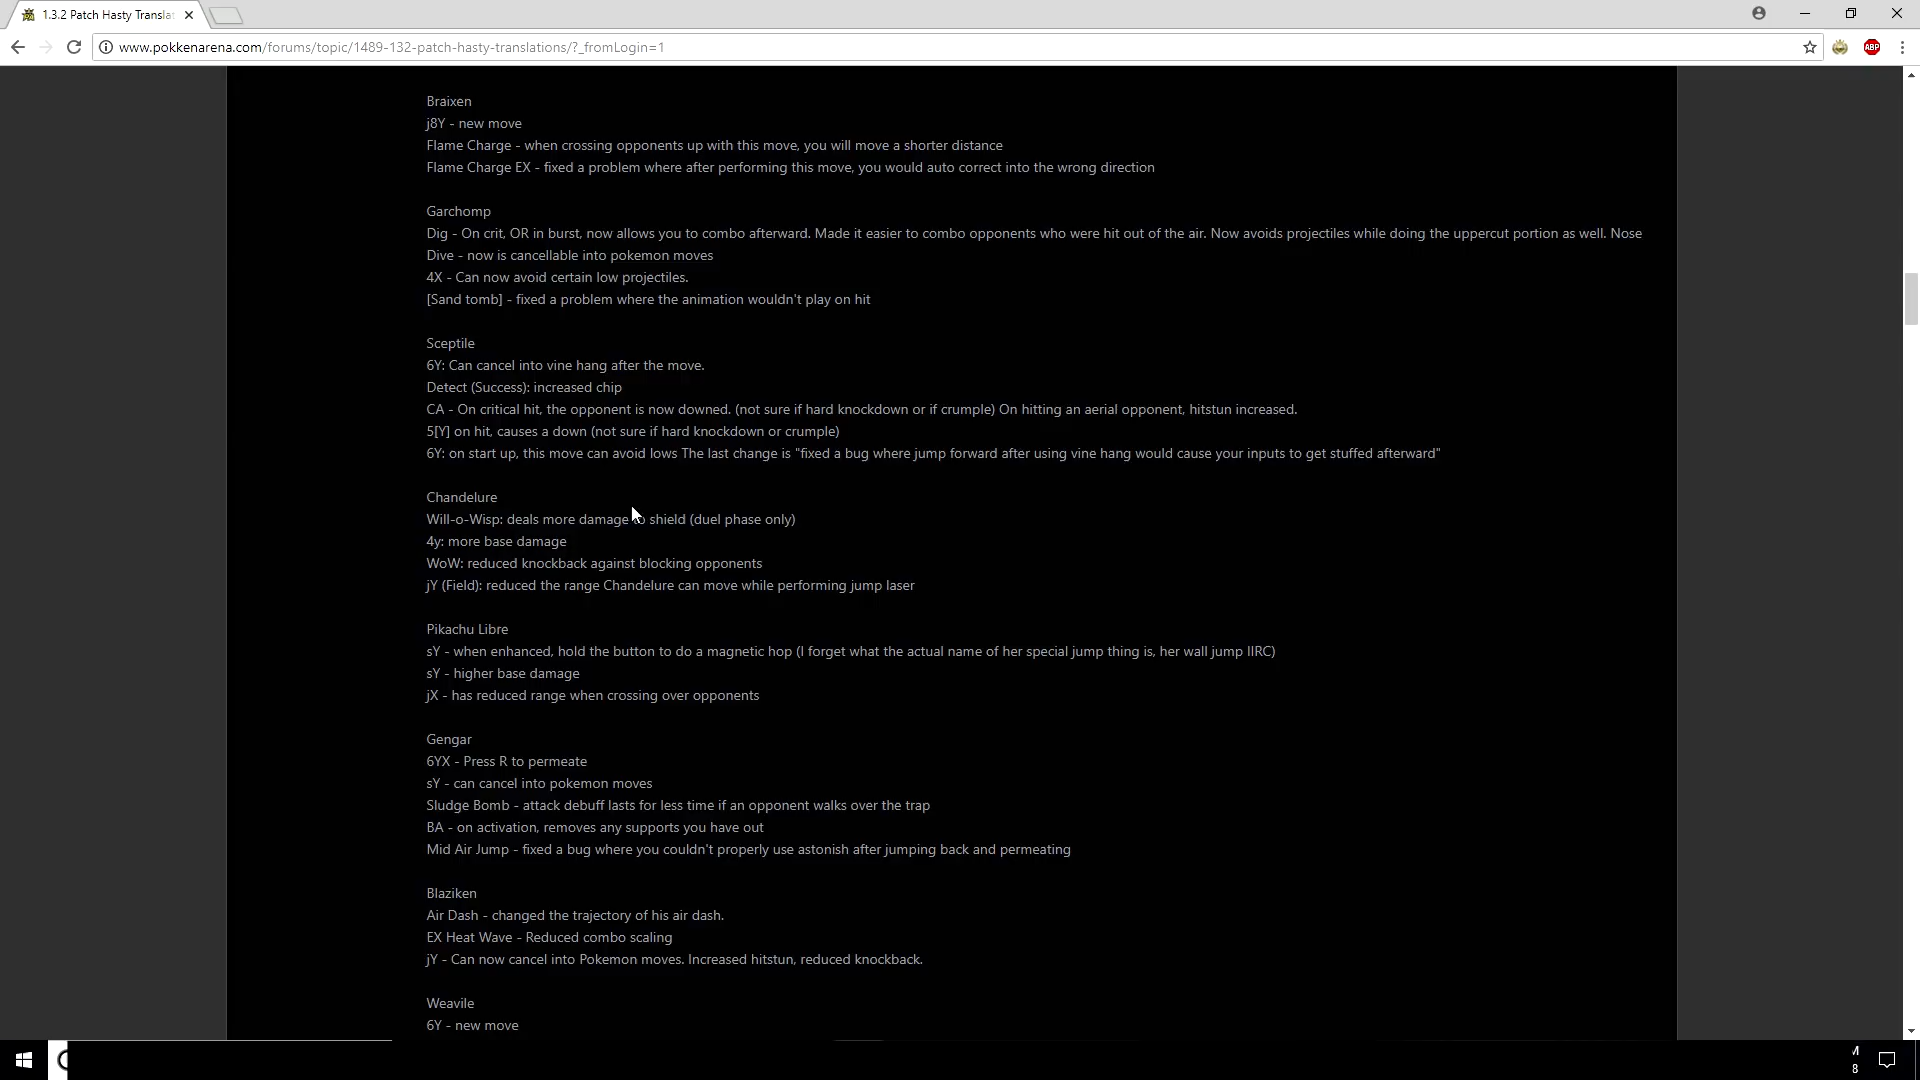 1.3.2 Patch Hasty Transla
www.pokkenarena.com/forums/topic/1489-132-patch-hasty-translations/?_fromLogin=1
ABP
Braixen
j8Y - new move
Flame Charge - when crossing opponents up with this move, you will move a shorter distance
Flame Charge EX - fixed a problem where after performing this move, you would auto correct into the wrong direction
Garchomp
Dig - On crit, OR in burst, now allows you to combo afterward. Made it easier to combo opponents who were hit out of the air. Now avoids projectiles while doing the uppercut portion as well. Nose
Dive - now is cancellable into pokemon moves
4X - Can now avoid certain low projectiles.
[Sand tomb] - fixed a problem where the animation wouldn't play on hit
Sceptile
6Y: Can cancel into vine hang after the move.
Detect (Success): increased chip
CA - On critical hit, the opponent is now downed. (not sure if hard knockdown or if crumple) On hitting an aerial opponent, hitstun increased.
5[Y] on hit, causes a down (not sure if hard knockdown or crumple)
6Y: on start up, this move can avoid lows The last change is "fixed a bug where jump forward after using vine hang would cause your inputs to get stuffed afterward"
Chandelure
Will-o-Wisp: deals more damage to shield (duel phase only)
4y: more base damage
WoW: reduced knockback against blocking opponents
jY (Field): reduced the range Chandelure can move while performing jump laser
Pikachu Libre
sY - when enhanced, hold the button to do a magnetic hop (I forget what the actual name of her special jump thing is, her wall jump IIRC)
sY - higher base damage
jX - has reduced range when crossing over opponents
Gengar
6YX - Press R to permeate
sY - can cancel into pokemon moves
Sludge Bomb - attack debuff lasts for less time if an opponent walks over the trap
BA - on activation, removes any supports you have out
Mid Air Jump - fixed a bug where you couldn't properly use astonish after jumping back and permeating
Blaziken
Air Dash - changed the trajectory of his air dash.
EX Heat Wave - Reduced combo scaling
jY - Can now cancel into Pokemon moves. Increased hitstun, reduced knockback.
Weavile
6Y - new move
M
8